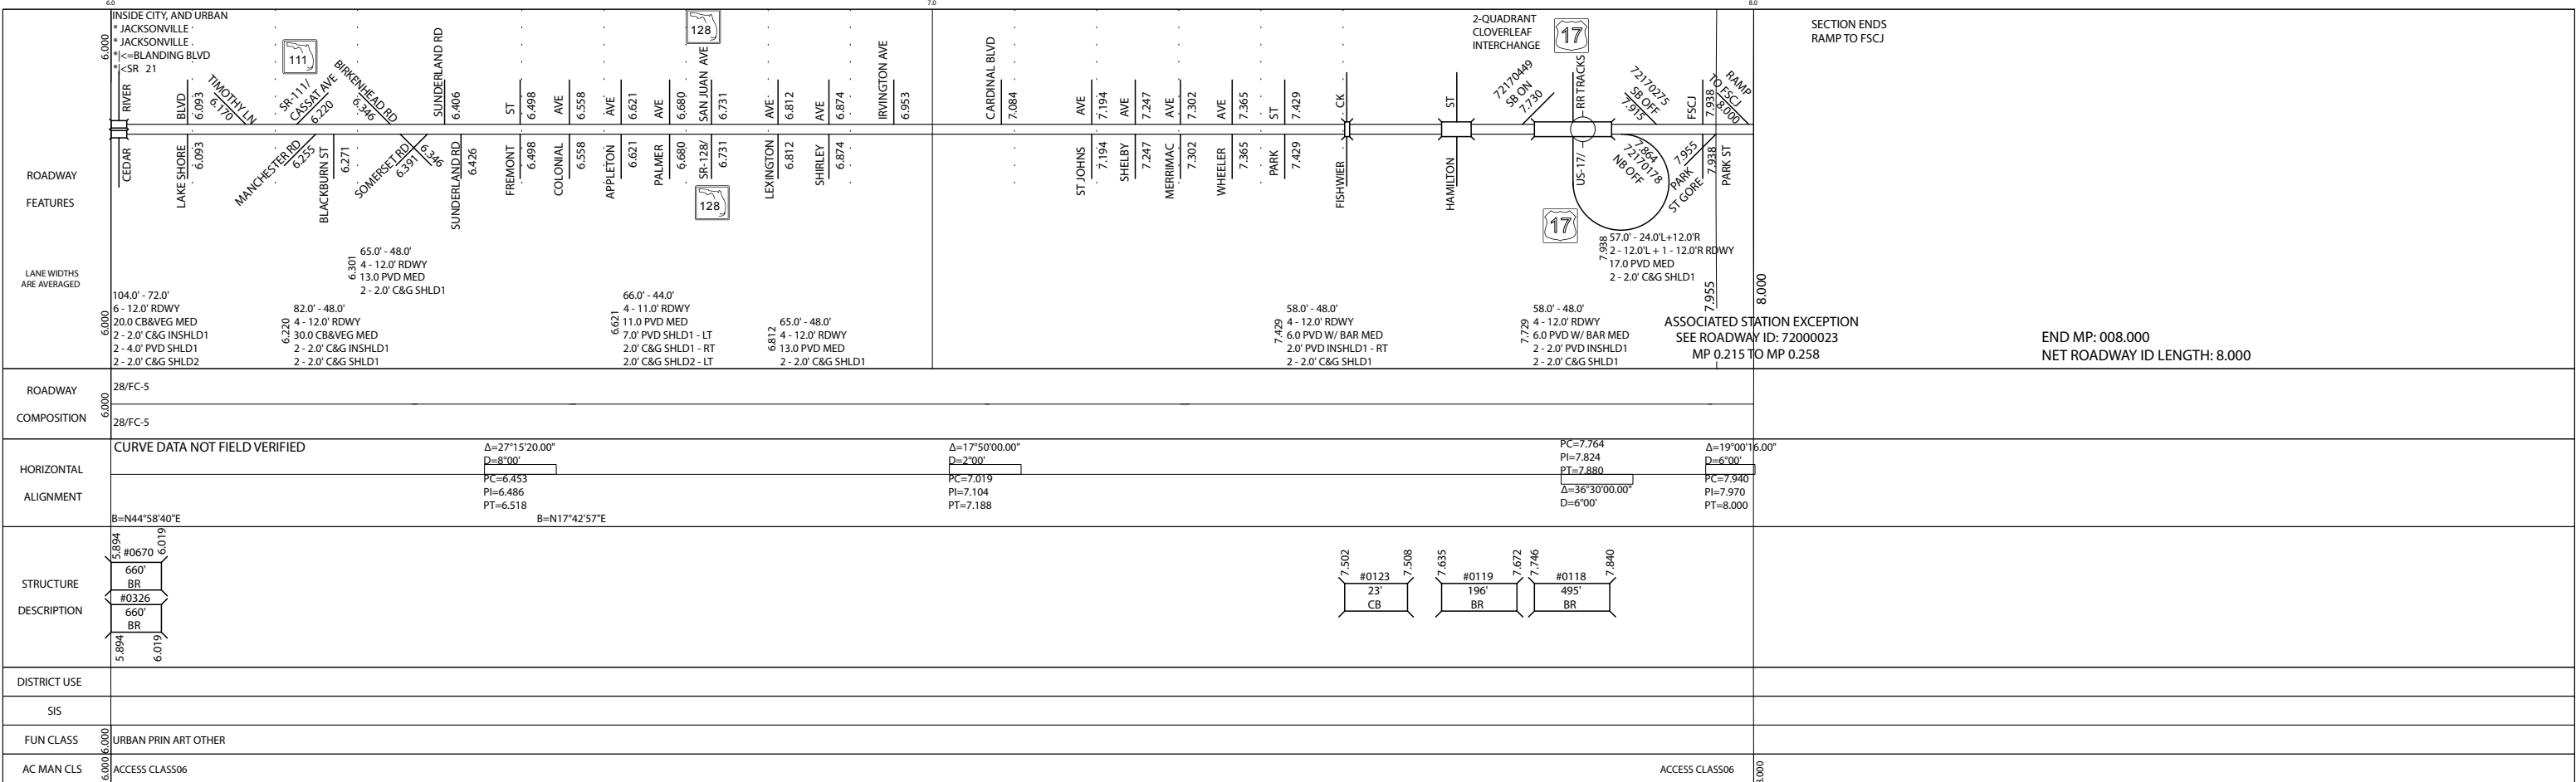 6.0
7.0
8.0
INSIDE CITY, AND URBAN
* JACKSONVILLE
* JACKSONVILLE
*|<=BLANDING BLVD
*|<SR 21
6.000
111
128
2-QUADRANT
CLOVERLEAF
INTERCHANGE
17
SECTION ENDS
RAMP TO FSCJ
RIVER
BLVD
6.093
TIMOTHY LN
6.170
SR-111/
CASSAT AVE
6.220
BIRKENHEAD RD
6.346
SUNDERLAND RD
6.406
ST
6.498
AVE
6.558
AVE
6.621
AVE
6.680
SAN JUAN AVE
6.731
AVE
6.812
AVE
6.874
IRVINGTON AVE
6.953
CARDINAL BLVD
7.084
AVE
7.194
AVE
7.247
AVE
7.302
AVE
7.365
ST
7.429
CK
ST
72170449
SB ON
7.730
RR TRACKS
72170275
SB OFF
7.915
FSCJ
7.938
RAMP
TO FSCJ
8.000
ROADWAY
FEATURES
CEDAR
LAKE SHORE
6.093
MANCHESTER RD
6.255
BLACKBURN ST
6.271
SOMERSET RD
6.391
6.346
SUNDERLAND RD
6.426
FREMONT
6.498
COLONIAL
6.558
APPLETON
6.621
PALMER
6.680
SR-128/
6.731
128
LEXINGTON
6.812
SHIRLEY
6.874
ST JOHNS
7.194
SHELBY
7.247
MERRIMAC
7.302
WHEELER
7.365
PARK
7.429
FISHWIER
HAMILTON
US-17/
17
7.864
72170178
NB OFF
7.955
PARK
ST GORE
7.938
PARK ST
LANE WIDTHS
ARE AVERAGED
6.000
104.0' - 72.0'
6 - 12.0' RDWY
20.0 CB&VEG MED
2 - 2.0' C&G INSHLD1
2 - 4.0' PVD SHLD1
2 - 2.0' C&G SHLD2
6.220
82.0' - 48.0'
4 - 12.0' RDWY
30.0 CB&VEG MED
2 - 2.0' C&G INSHLD1
2 - 2.0' C&G SHLD1
6.301
65.0' - 48.0'
4 - 12.0' RDWY
13.0 PVD MED
2 - 2.0' C&G SHLD1
6.621
66.0' - 44.0'
4 - 11.0' RDWY
11.0 PVD MED
7.0' PVD SHLD1 - LT
2.0' C&G SHLD1 - RT
2.0' C&G SHLD2 - LT
6.812
65.0' - 48.0'
4 - 12.0' RDWY
13.0 PVD MED
2 - 2.0' C&G SHLD1
7.429
58.0' - 48.0'
4 - 12.0' RDWY
6.0 PVD W/ BAR MED
2.0' PVD INSHLD1 - RT
2 - 2.0' C&G SHLD1
7.729
58.0' - 48.0'
4 - 12.0' RDWY
6.0 PVD W/ BAR MED
2 - 2.0' PVD INSHLD1
2 - 2.0' C&G SHLD1
7.938
57.0' - 24.0'L+12.0'R
2 - 12.0'L + 1 - 12.0'R RDWY
17.0 PVD MED
2 - 2.0' C&G SHLD1
7.955
8.000
ASSOCIATED STATION EXCEPTION
SEE ROADWAY ID: 72000023
MP 0.215 TO MP 0.258
END MP: 008.000
NET ROADWAY ID LENGTH: 8.000
ROADWAY
COMPOSITION
6.000
28/FC-5
28/FC-5
HORIZONTAL
ALIGNMENT
CURVE DATA NOT FIELD VERIFIED
B=N44°58'40"E
Δ=27°15'20.00"
D=8°00'
PC=6.453
PI=6.486
PT=6.518
B=N17°42'57"E
Δ=17°50'00.00"
D=2°00'
PC=7.019
PI=7.104
PT=7.188
PC=7.764
PI=7.824
PT=7.880
Δ=36°30'00.00"
D=6°00'
Δ=19°00'16.00"
D=6°00'
PC=7.940
PI=7.970
PT=8.000
STRUCTURE
DESCRIPTION
5.894
6.019
#0670
660'
BR
#0326
660'
BR
5.894
6.019
7.502
7.508
#0123
23'
CB
7.635
7.672
#0119
196'
BR
7.746
7.840
#0118
495'
BR
DISTRICT USE
SIS
FUN CLASS
6.000
URBAN PRIN ART OTHER
AC MAN CLS
6.000
ACCESS CLASS06
ACCESS CLASS06